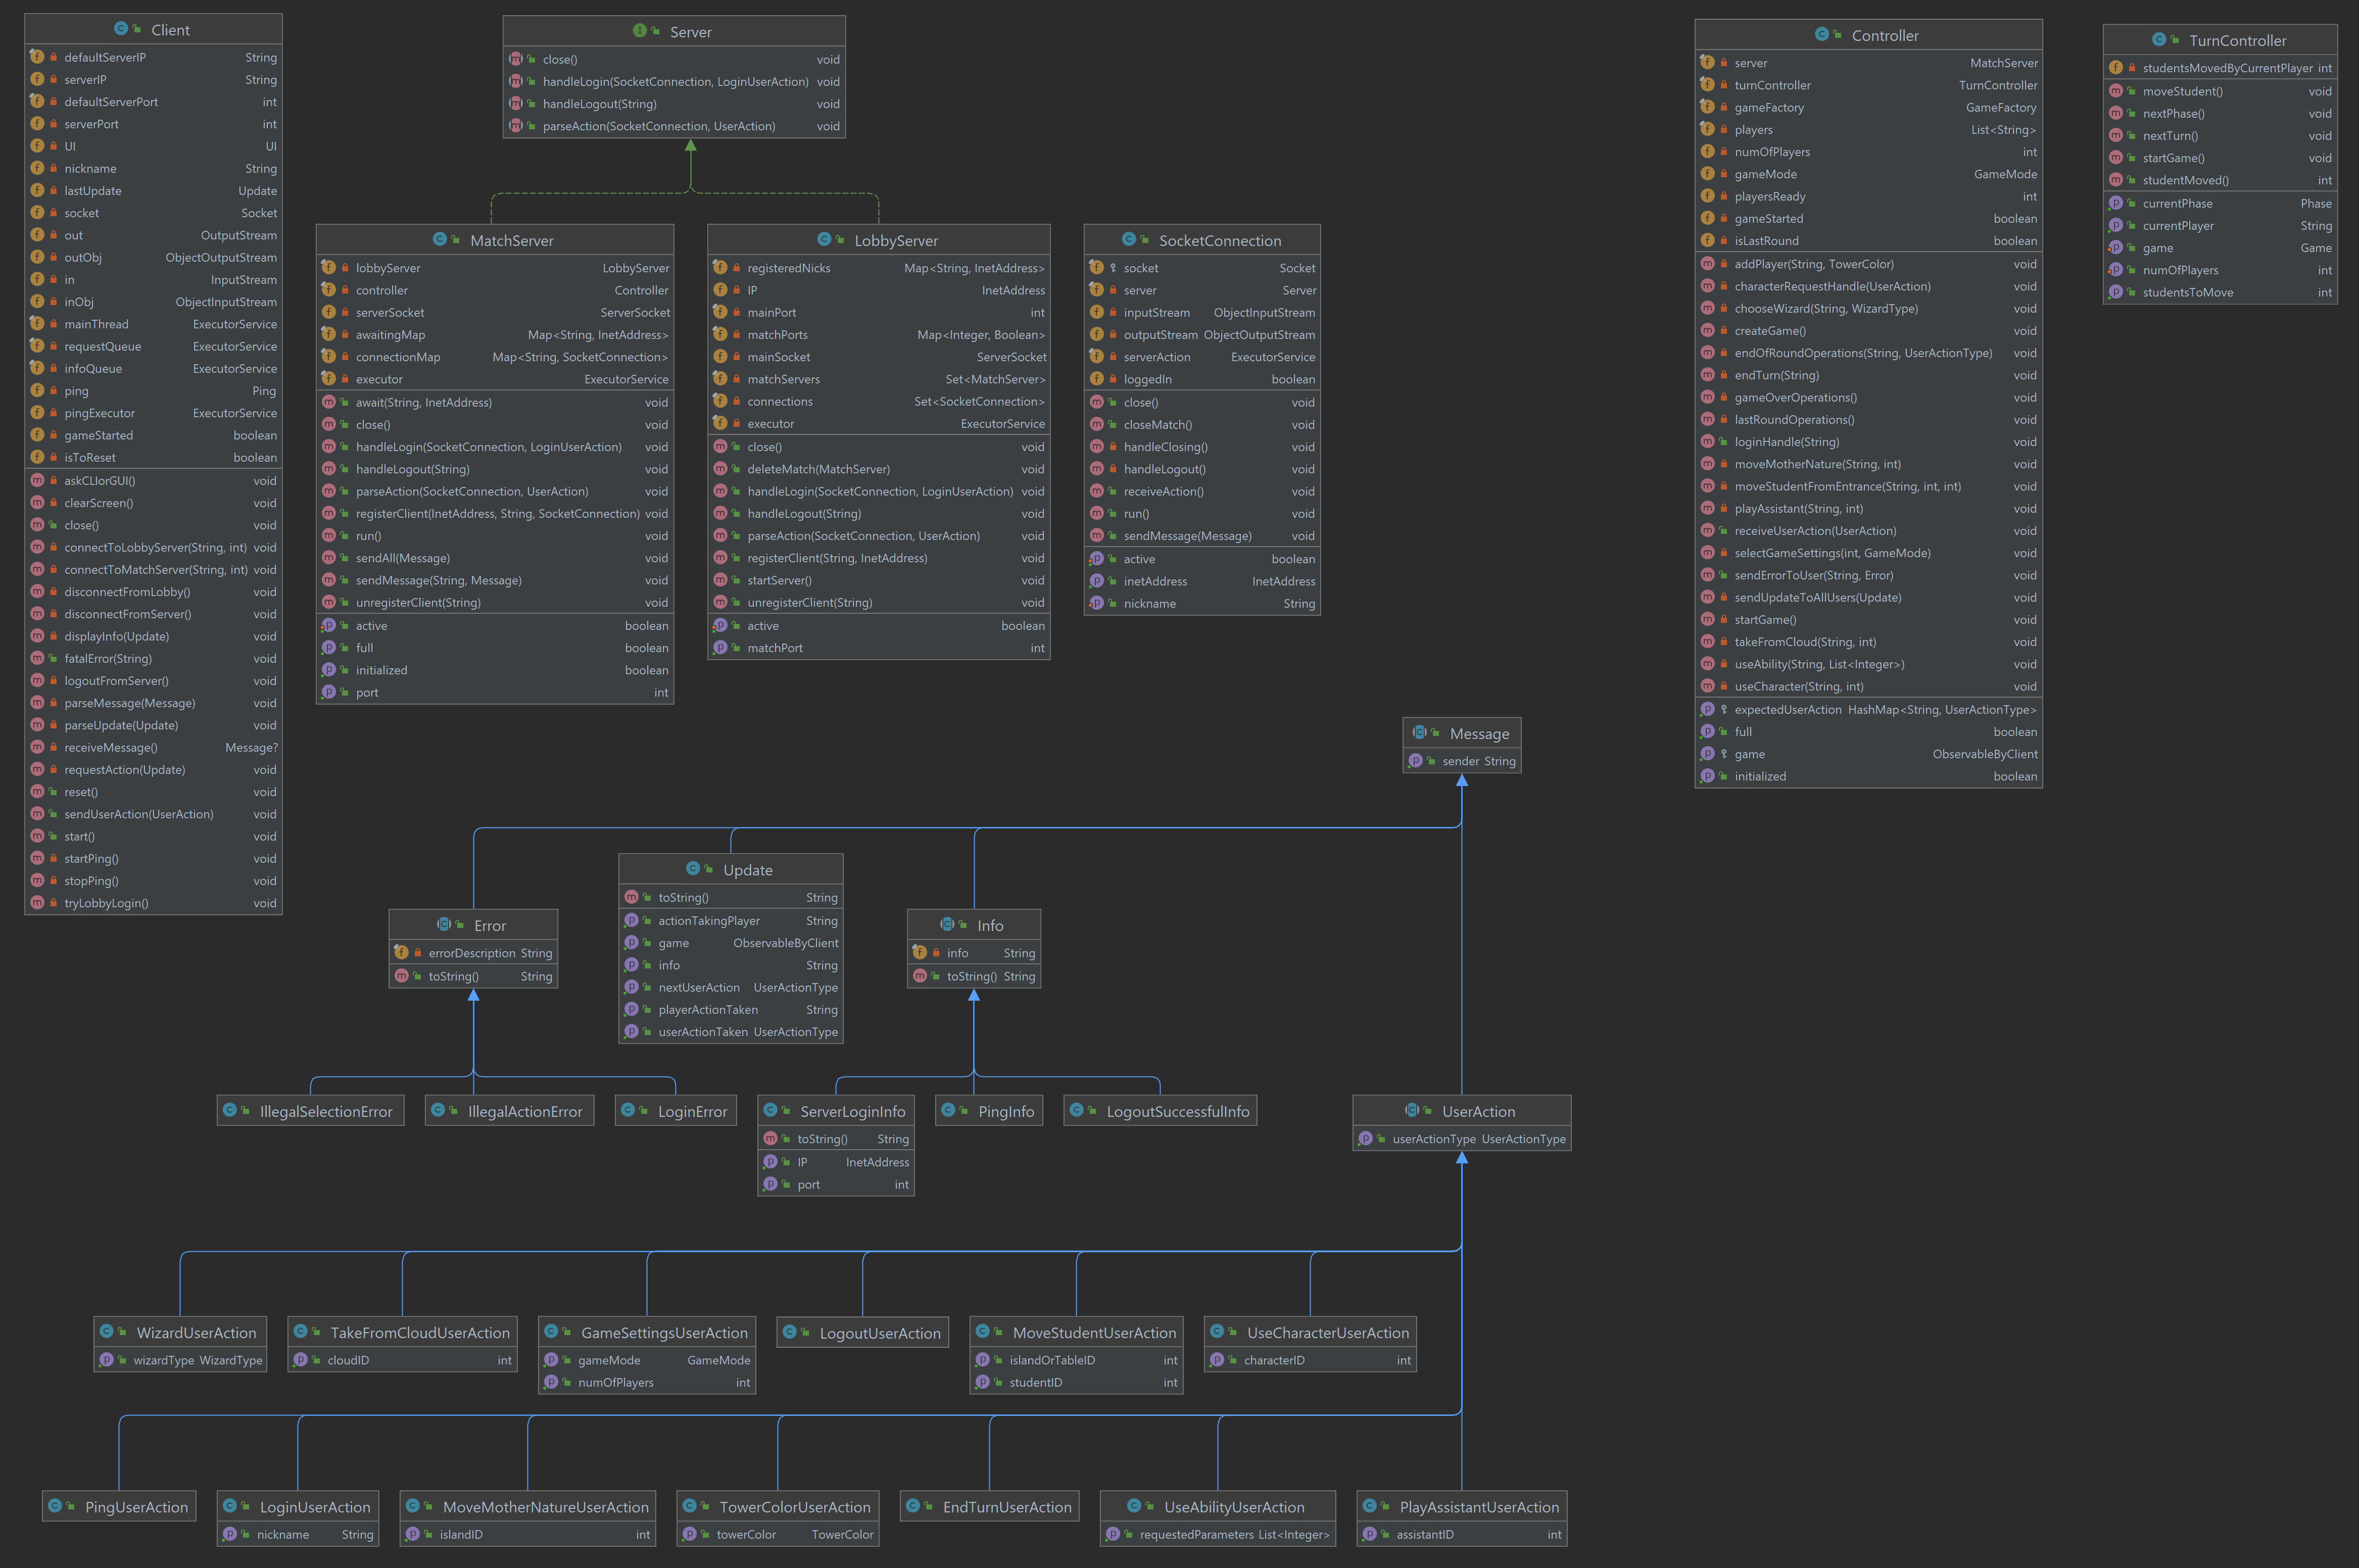 Client
defaultServerIP String
serverIP String
defaultServerPort int
serverPort int
UI UI
nickname String
lastUpdate Update
socket Socket
out OutputStream
outObj ObjectOutputStream
in InputStream
inObj ObjectInputStream
mainThread ExecutorService
requestQueue ExecutorService
infoQueue ExecutorService
ping Ping
pingExecutor ExecutorService
gameStarted boolean
isToReset boolean
askCLIorGUI() void
clearScreen() void
close() void
connectToLobbyServer(String, int) void
connectToMatchServer(String, int) void
disconnectFromLobby() void
disconnectFromServer() void
displayInfo(Update) void
fatalError(String) void
logoutFromServer() void
parseMessage(Message) void
parseUpdate(Update) void
receiveMessage() Message?
requestAction(Update) void
reset() void
sendUserAction(UserAction) void
start() void
startPing() void
stopPing() void
tryLobbyLogin() void
Server
close() void
handleLogin(SocketConnection, LoginUserAction) void
handleLogout(String) void
parseAction(SocketConnection, UserAction) void
MatchServer
lobbyServer LobbyServer
controller Controller
serverSocket ServerSocket
awaitingMap Map<String, InetAddress>
connectionMap Map<String, SocketConnection>
executor ExecutorService
await(String, InetAddress) void
close() void
handleLogin(SocketConnection, LoginUserAction) void
handleLogout(String) void
parseAction(SocketConnection, UserAction) void
registerClient(InetAddress, String, SocketConnection) void
run() void
sendAll(Message) void
sendMessage(String, Message) void
unregisterClient(String) void
active boolean
full boolean
initialized boolean
port int
LobbyServer
registeredNicks Map<String, InetAddress>
IP InetAddress
mainPort int
matchPorts Map<Integer, Boolean>
mainSocket ServerSocket
matchServers Set<MatchServer>
connections Set<SocketConnection>
executor ExecutorService
close() void
deleteMatch(MatchServer) void
handleLogin(SocketConnection, LoginUserAction) void
handleLogout(String) void
parseAction(SocketConnection, UserAction) void
registerClient(String, InetAddress) void
startServer() void
unregisterClient(String) void
active boolean
matchPort int
SocketConnection
socket Socket
server Server
inputStream ObjectInputStream
outputStream ObjectOutputStream
serverAction ExecutorService
loggedIn boolean
close() void
closeMatch() void
handleClosing() void
handleLogout() void
receiveAction() void
run() void
sendMessage(Message) void
active boolean
inetAddress InetAddress
nickname String
Controller
server MatchServer
turnController TurnController
gameFactory GameFactory
players List<String>
numOfPlayers int
gameMode GameMode
playersReady int
gameStarted boolean
isLastRound boolean
addPlayer(String, TowerColor) void
characterRequestHandle(UserAction) void
chooseWizard(String, WizardType) void
createGame() void
endOfRoundOperations(String, UserActionType) void
endTurn(String) void
gameOverOperations() void
lastRoundOperations() void
loginHandle(String) void
moveMotherNature(String, int) void
moveStudentFromEntrance(String, int, int) void
playAssistant(String, int) void
receiveUserAction(UserAction) void
selectGameSettings(int, GameMode) void
sendErrorToUser(String, Error) void
sendUpdateToAllUsers(Update) void
startGame() void
takeFromCloud(String, int) void
useAbility(String, List<Integer>) void
useCharacter(String, int) void
expectedUserAction HashMap<String, UserActionType>
full boolean
game ObservableByClient
initialized boolean
TurnController
studentsMovedByCurrentPlayer int
moveStudent() void
nextPhase() void
nextTurn() void
startGame() void
studentMoved() int
currentPhase Phase
currentPlayer String
game Game
numOfPlayers int
studentsToMove int
Message
sender String
Error
errorDescription String
toString() String
Update
toString() String
actionTakingPlayer String
game ObservableByClient
info String
nextUserAction UserActionType
playerActionTaken String
userActionTaken UserActionType
Info
info String
toString() String
IllegalSelectionError
IllegalActionError
LoginError
ServerLoginInfo
toString() String
IP InetAddress
port int
PingInfo
LogoutSuccessfulInfo
UserAction
userActionType UserActionType
WizardUserAction
wizardType WizardType
TakeFromCloudUserAction
cloudID int
GameSettingsUserAction
gameMode GameMode
numOfPlayers int
LogoutUserAction
MoveStudentUserAction
islandOrTableID int
studentID int
UseCharacterUserAction
characterID int
PingUserAction
LoginUserAction
nickname String
MoveMotherNatureUserAction
islandID int
TowerColorUserAction
towerColor TowerColor
EndTurnUserAction
UseAbilityUserAction
requestedParameters List<Integer>
PlayAssistantUserAction
assistantID int